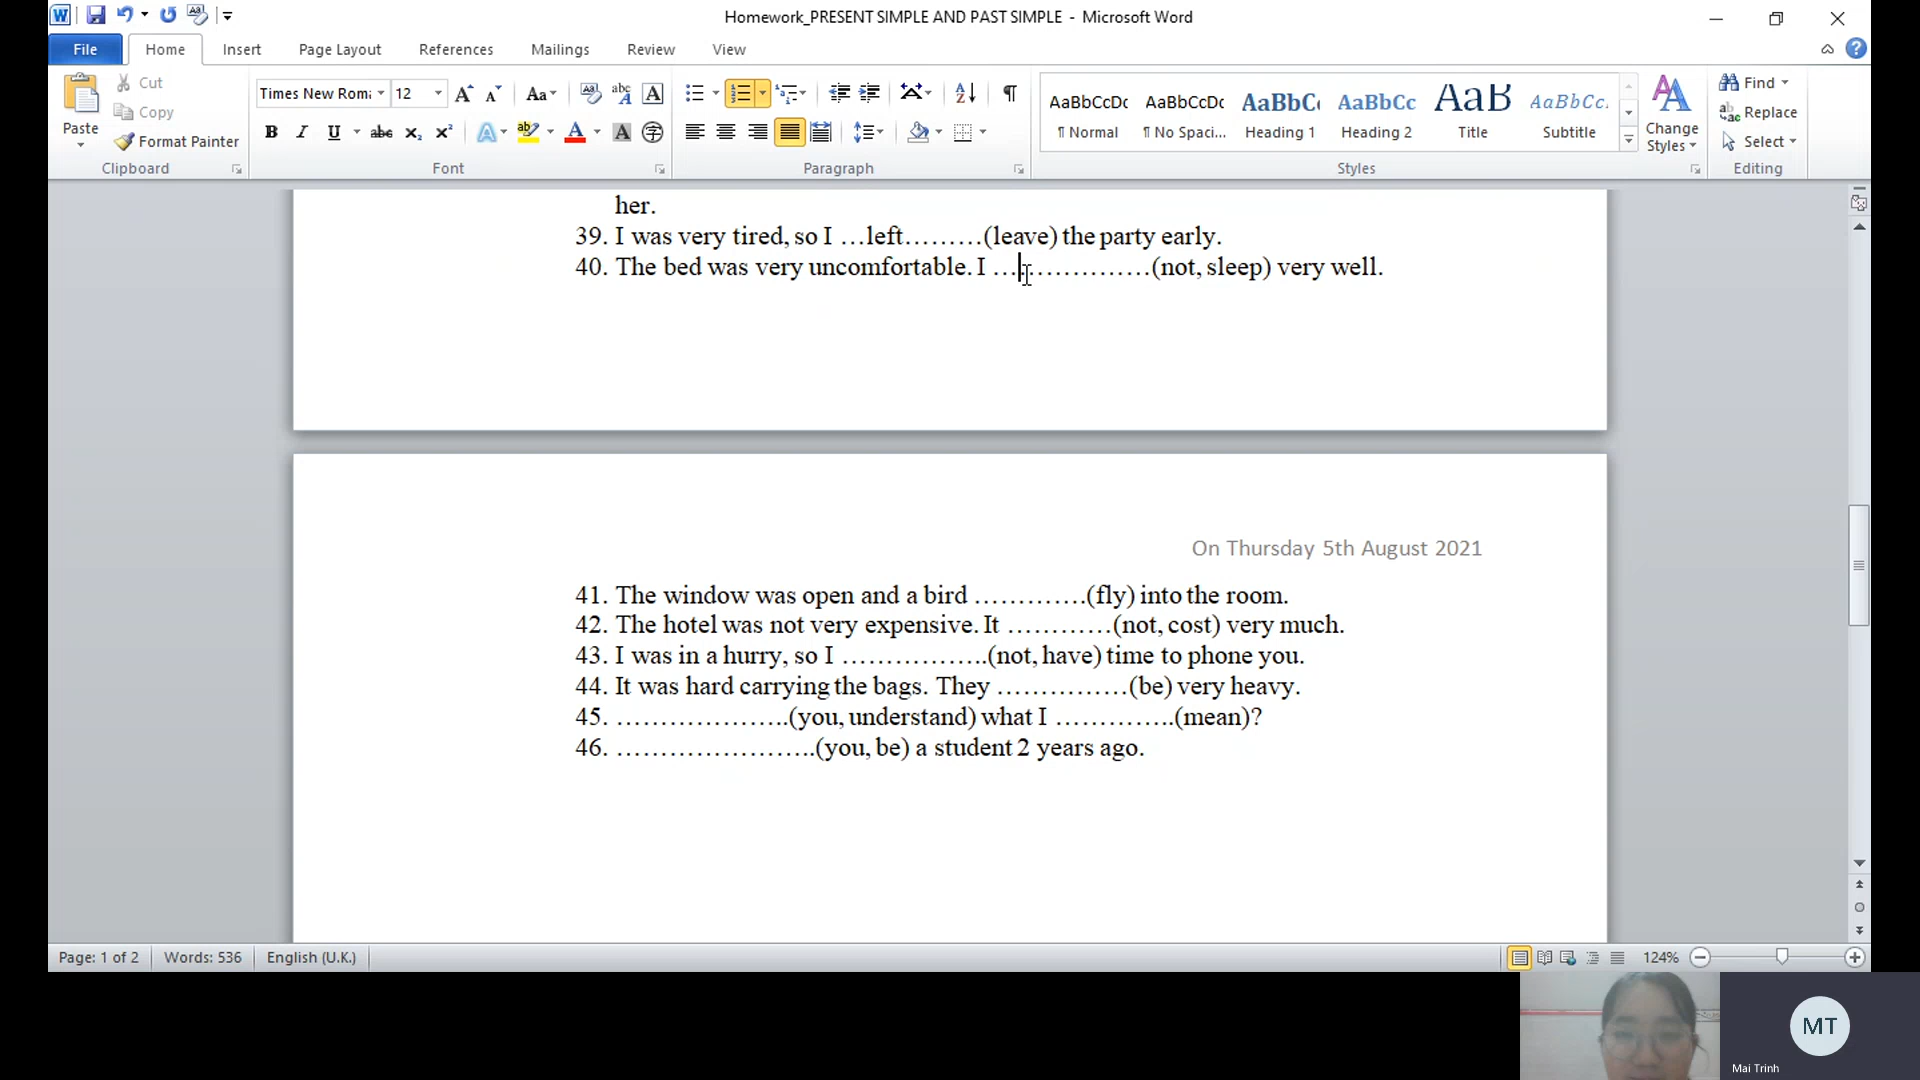 Homework_PRESENT SIMPLE AND PAST SIMPLE - Microsoft Word
File Home Insert Page Layout References Mailings Review View
Paste
Cut
Copy
Format Painter
Clipboard
Times New Roma 12
Font
Paragraph
AaBbCcDc AaBbCcDc AaBbC AaBbCc AaB AaBbCc.
¶ Normal ¶ No Spaci... Heading 1 Heading 2 Title Subtitle
Styles
Change
Styles
Find
Replace
Select
Editing
her.
39. I was very tired, so I …left………(leave) the party early.
40. The bed was very uncomfortable. I ………………(not, sleep) very well.
On Thursday 5th August 2021
41. The window was open and a bird ………….(fly) into the room.
42. The hotel was not very expensive. It …………(not, cost) very much.
43. I was in a hurry, so I ……………..(not, have) time to phone you.
44. It was hard carrying the bags. They ……………(be) very heavy.
45. ………………..(you, understand) what I ………….(mean)?
46. …………………..(you, be) a student 2 years ago.
Page: 1 of 2 Words: 536 English (U.K.) 124%
MT
Mai Trinh